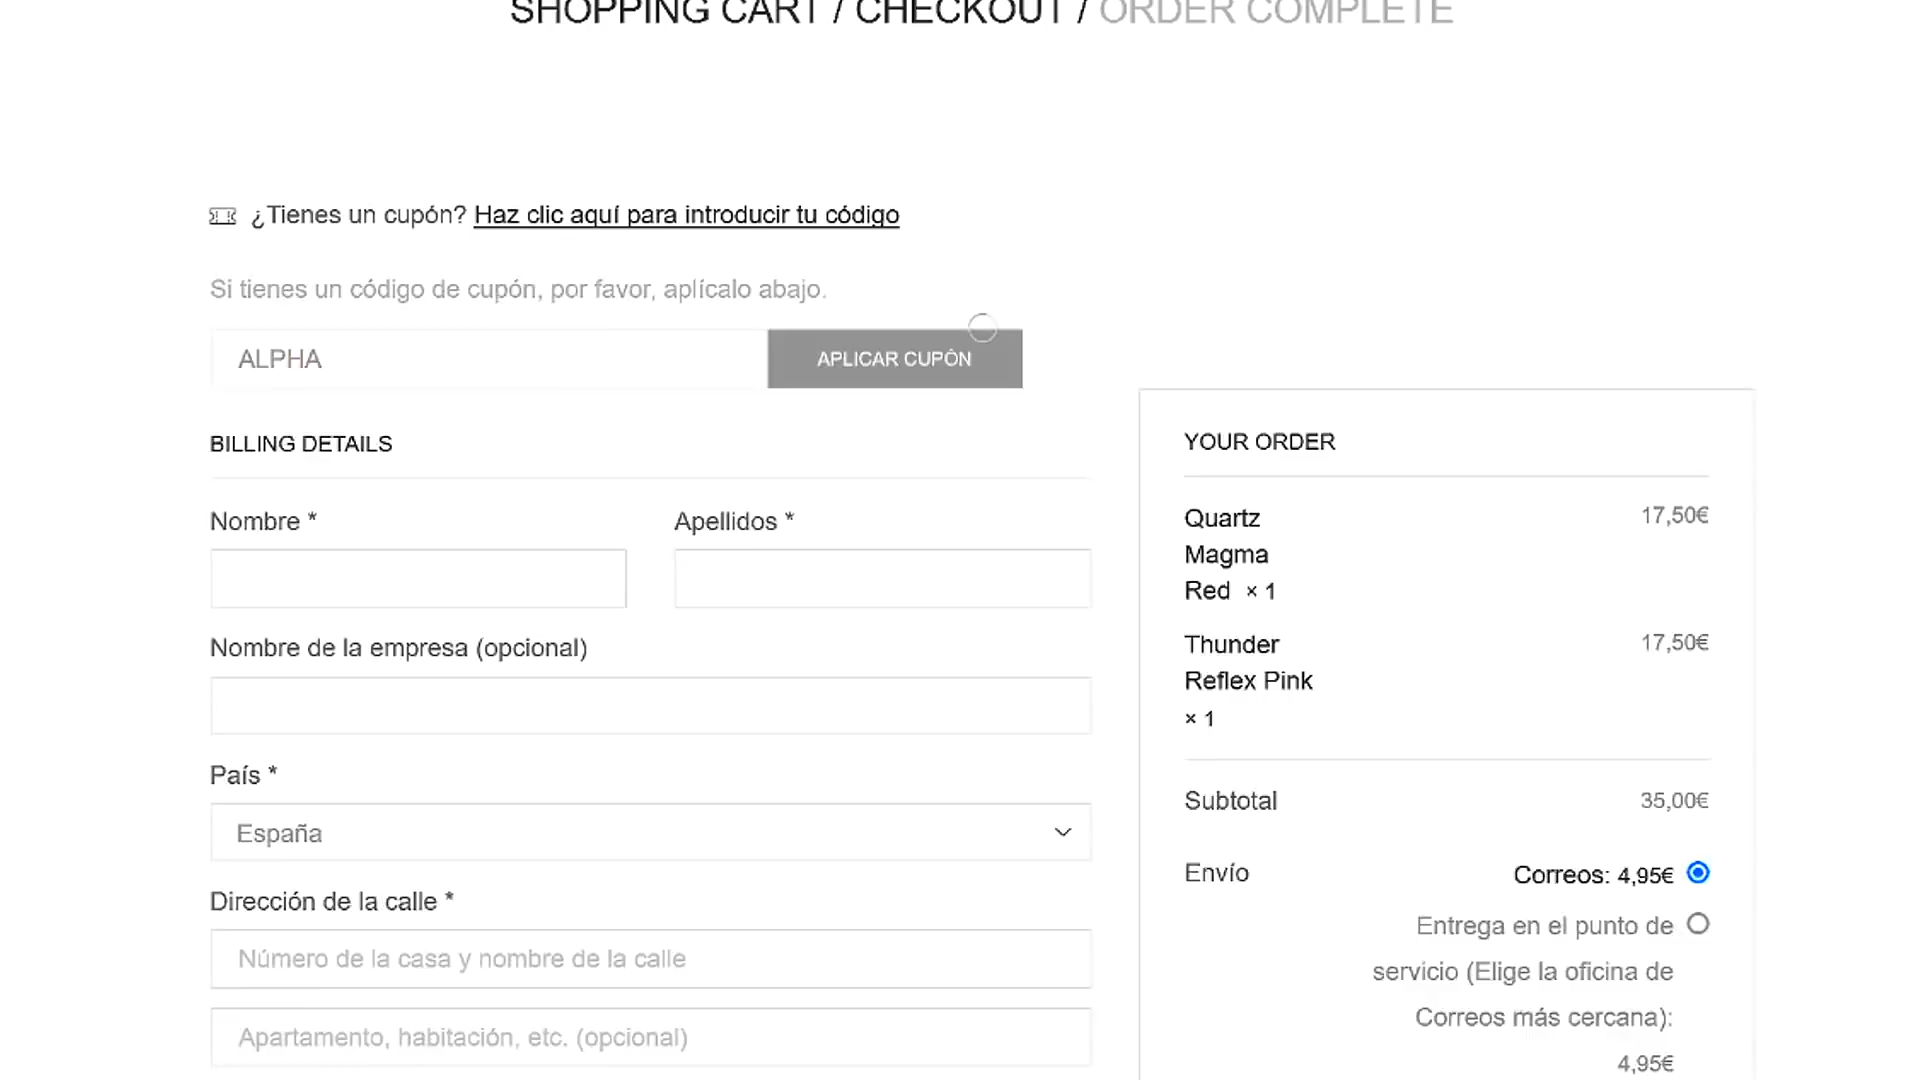 SHOPPING CART / CHECKOUT / ORDER COMPLETE
¿Tienes un cupón? Haz clic aquí para introducir tu código
Si tienes un código de cupón, por favor, aplícalo abajo.
ALPHA
APLICAR CUPÓN
BILLING DETAILS
Nombre *
Apellidos *
Nombre de la empresa (opcional)
País *
España
Dirección de la calle *
Número de la casa y nombre de la calle
Apartamento, habitación, etc. (opcional)
YOUR ORDER
Quartz
Magma
Red × 1
17,50€
Thunder
Reflex Pink
× 1
17,50€
Subtotal
35,00€
Envío
Correos: 4,95€
Entrega en el punto de
servicio (Elige la oficina de
Correos más cercana):
4,95€